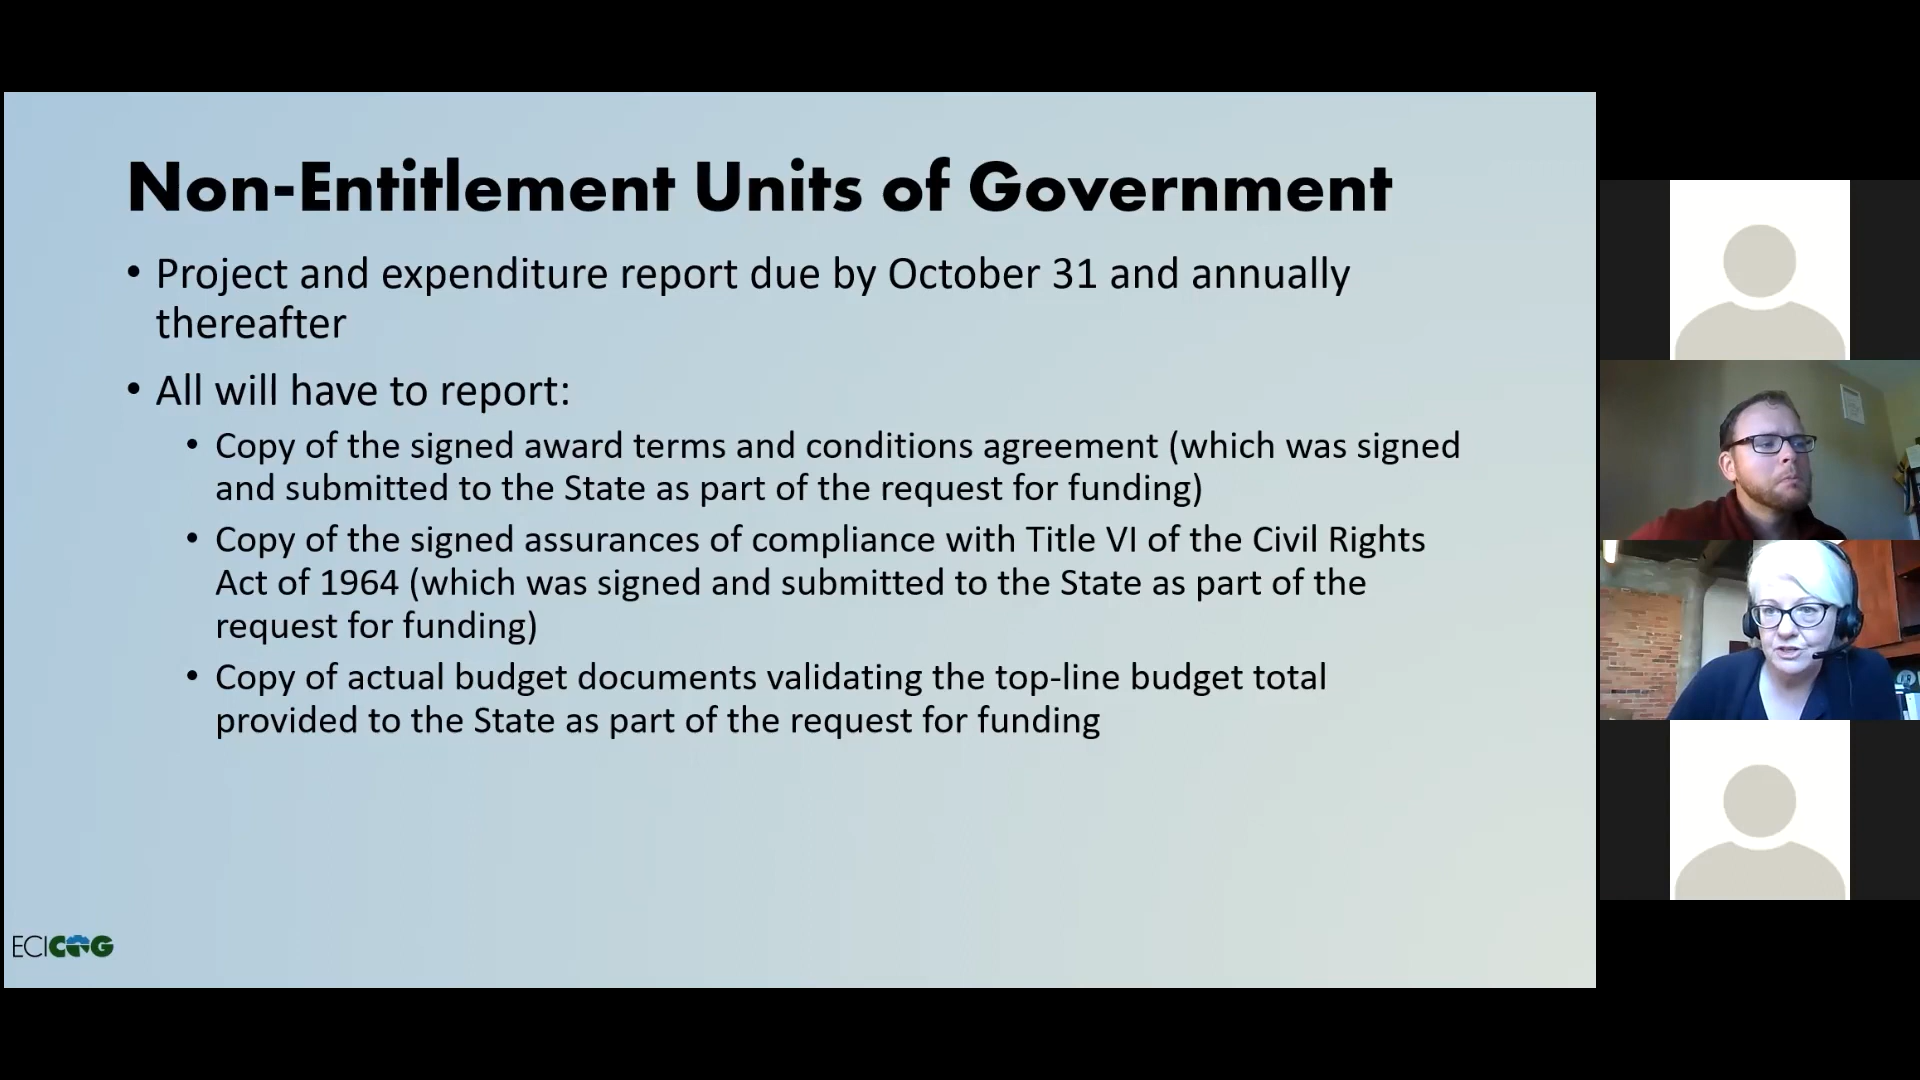 Non-Entitlement Units of Government
• Project and expenditure report due by October 31 and annually
thereafter
• All will have to report:
• Copy of the signed award terms and conditions agreement (which was signed
and submitted to the State as part of the request for funding)
• Copy of the signed assurances of compliance with Title VI of the Civil Rights
Act of 1964 (which was signed and submitted to the State as part of the
request for funding)
• Copy of actual budget documents validating the top-line budget total
provided to the State as part of the request for funding
ECICOG